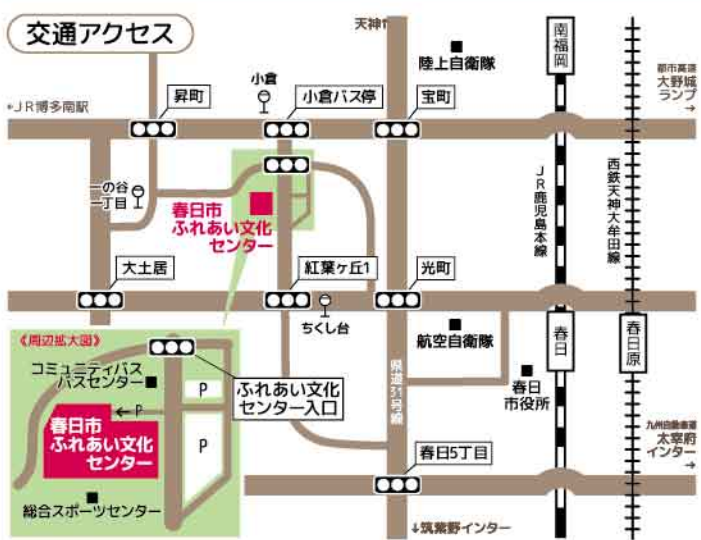 交通アクセス
天神↑
陸上自衛隊
南福岡
都市高速
大野城
ランプ
→
小倉
←JR博多南駅
昇町
小倉バス停
宝町
一の谷
一丁目
春日市
ふれあい文化
センター
JR鹿児島本線
西鉄天神大牟田線
大土居
紅葉ヶ丘1
光町
ちくし台
航空自衛隊
春日
春日原
県道31号線
春日
市役所
《周辺拡大図》
コミュニティバス
バスセンター
P
ふれあい文化
センター入口
←P
春日市
ふれあい文化
センター
P
総合スポーツセンター
九州自動車道
太宰府
インター
→
春日5丁目
↓筑紫野インター